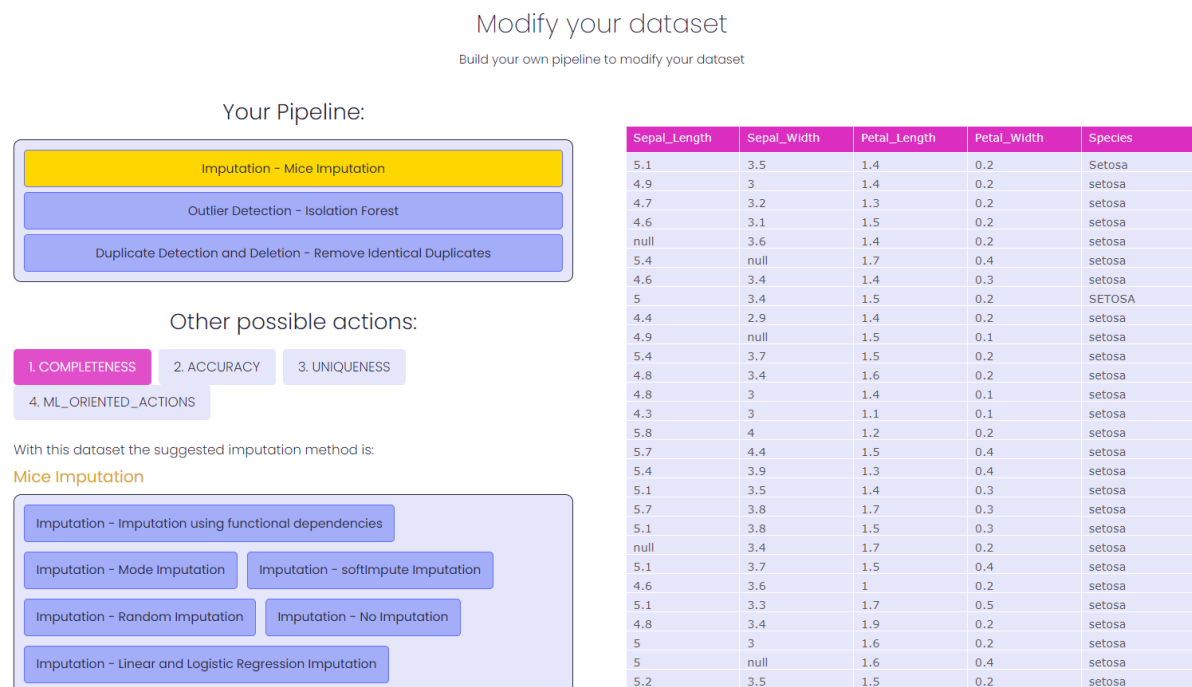 Modify your dataset
Build your own pipeline to modify your dataset
Your Pipeline:
Imputation - Mice Imputation
Outlier Detection - Isolation Forest
Duplicate Detection and Deletion - Remove Identical Duplicates
Other possible actions:
1. COMPLETENESS 2. ACCURACY 3. UNIQUENESS
4. ML_ORIENTED_ACTIONS
With this dataset the suggested imputation method is:
Mice Imputation
Imputation - Imputation using functional dependencies
Imputation - Mode Imputation Imputation - softImpute Imputation
Imputation - Random Imputation Imputation - No Imputation
Imputation - Linear and Logistic Regression Imputation
Sepal_Length Sepal_Width Petal_Length Petal_Width Species
5.1 3.5 1.4 0.2 Setosa
4.9 3 1.4 0.2 setosa
4.7 3.2 1.3 0.2 setosa
4.6 3.1 1.5 0.2 setosa
null 3.6 1.4 0.2 setosa
5.4 null 1.7 0.4 setosa
4.6 3.4 1.4 0.3 setosa
5 3.4 1.5 0.2 SETOSA
4.4 2.9 1.4 0.2 setosa
4.9 null 1.5 0.1 setosa
5.4 3.7 1.5 0.2 setosa
4.8 3.4 1.6 0.2 setosa
4.8 3 1.4 0.1 setosa
4.3 3 1.1 0.1 setosa
5.8 4 1.2 0.2 setosa
5.7 4.4 1.5 0.4 setosa
5.4 3.9 1.3 0.4 setosa
5.1 3.5 1.4 0.3 setosa
5.7 3.8 1.7 0.3 setosa
5.1 3.8 1.5 0.3 setosa
null 3.4 1.7 0.2 setosa
5.1 3.7 1.5 0.4 setosa
4.6 3.6 1 0.2 setosa
5.1 3.3 1.7 0.5 setosa
4.8 3.4 1.9 0.2 setosa
5 3 1.6 0.2 setosa
5 null 1.6 0.4 setosa
5.2 3.5 1.5 0.2 setosa